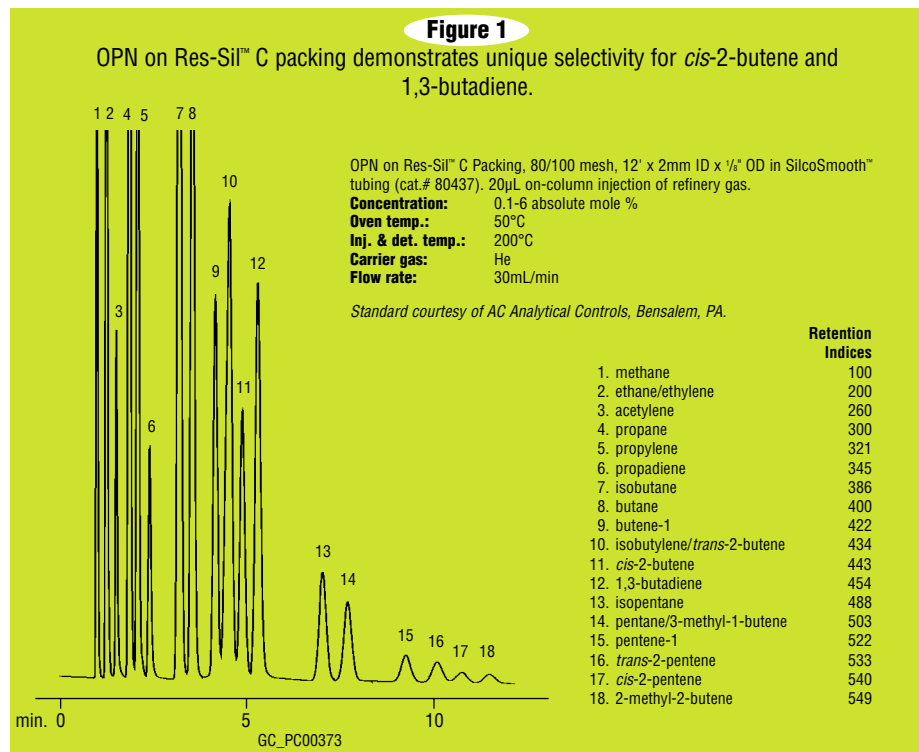 Figure 1
OPN on Res-Sil™ C packing demonstrates unique selectivity for cis-2-butene and
1,3-butadiene.
1 2 4 5 7 8
10
9
12
3
11
6
13
14
15
16
17
18
OPN on Res-Sil™ C Packing, 80/100 mesh, 12' x 2mm ID x 1/8" OD in SilcoSmooth™
tubing (cat.# 80437). 20µL on-column injection of refinery gas.
Concentration: 0.1-6 absolute mole %
Oven temp.: 50°C
Inj. & det. temp.: 200°C
Carrier gas: He
Flow rate: 30mL/min
Standard courtesy of AC Analytical Controls, Bensalem, PA.
Retention
Indices
1. methane 100
2. ethane/ethylene 200
3. acetylene 260
4. propane 300
5. propylene 321
6. propadiene 345
7. isobutane 386
8. butane 400
9. butene-1 422
10. isobutylene/trans-2-butene 434
11. cis-2-butene 443
12. 1,3-butadiene 454
13. isopentane 488
14. pentane/3-methyl-1-butene 503
15. pentene-1 522
16. trans-2-pentene 533
17. cis-2-pentene 540
18. 2-methyl-2-butene 549
min. 0 5 10
GC_PC00373